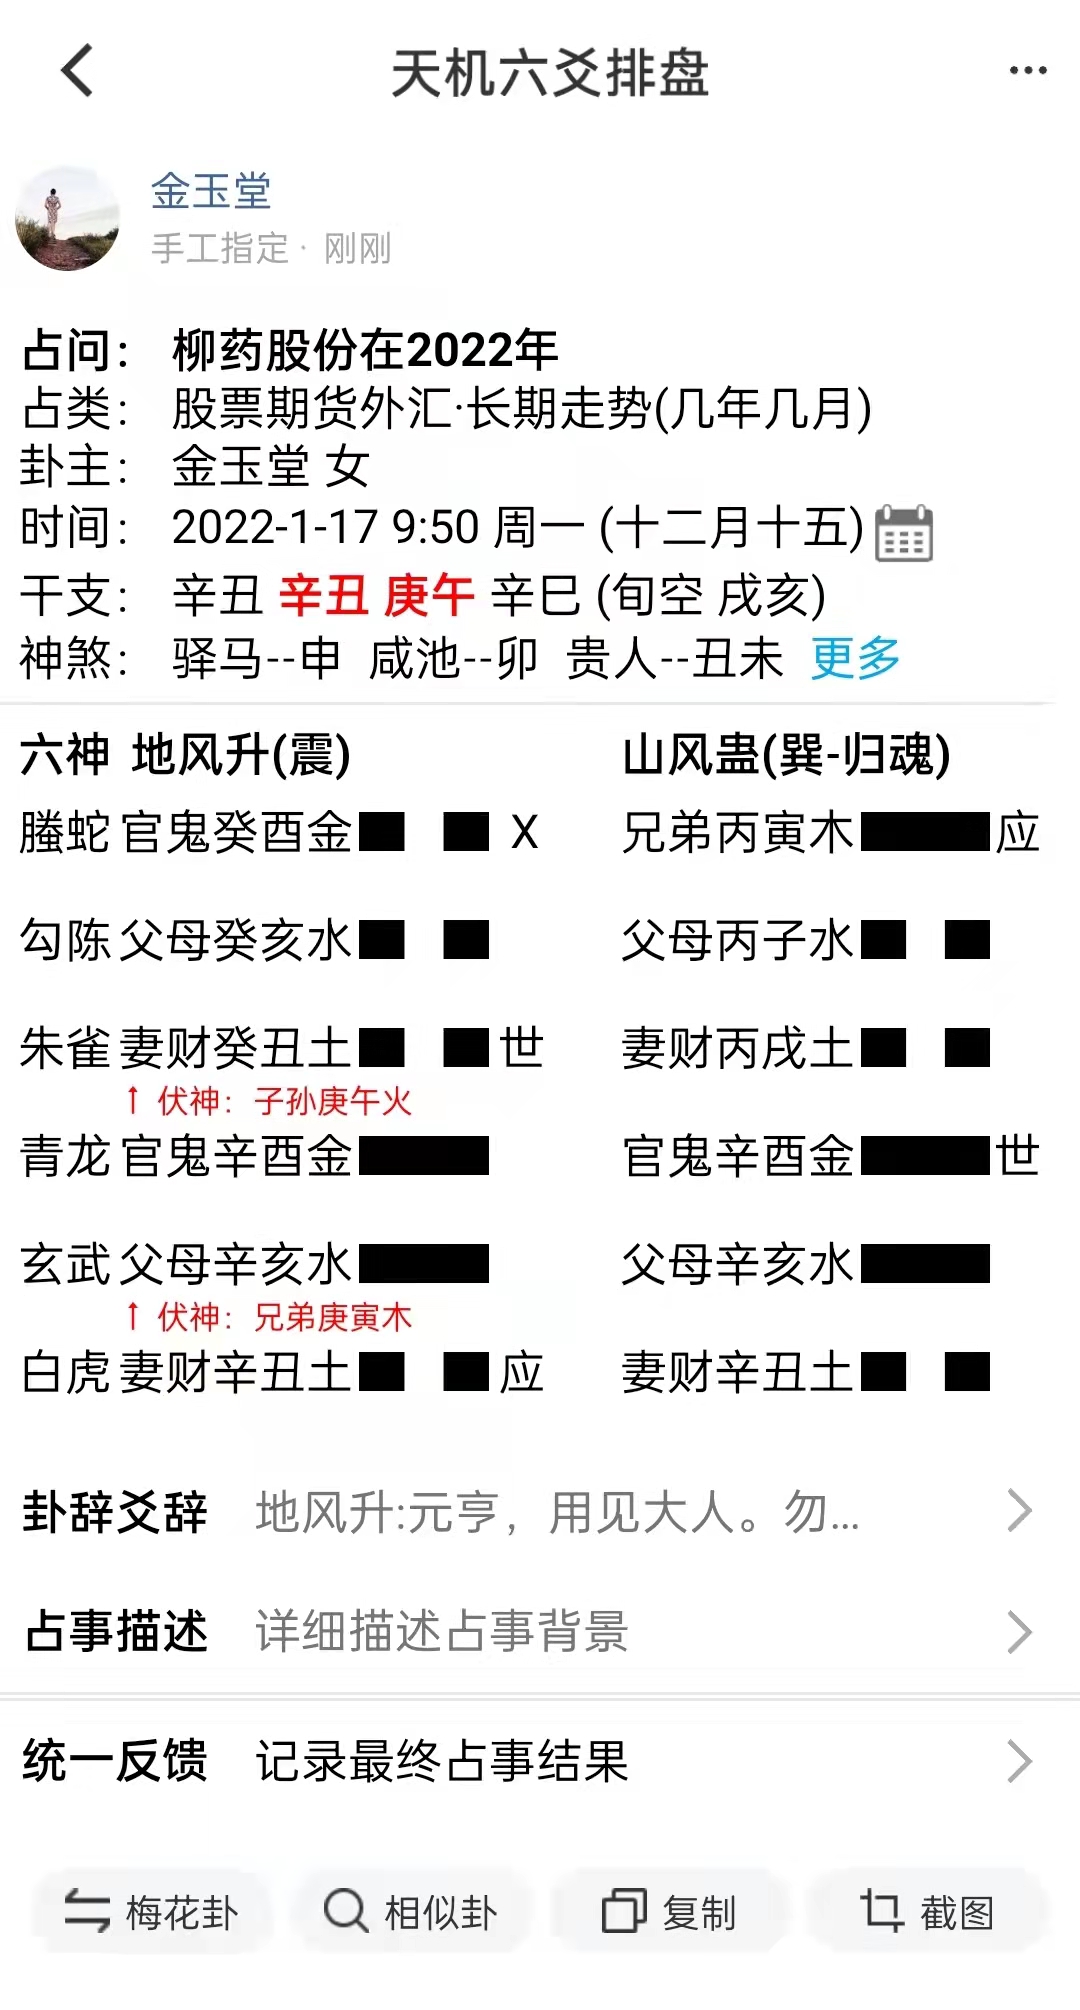 天机六爻排盘
金玉堂
手工指定· 刚刚
占问： 柳药股份在2022年
占类： 股票期货外汇·长期走势(几年几月)
卦主： 金玉堂 女
时间： 2022-1-17 9:50 周一 (十二月十五)
干支： 辛丑 辛丑 庚午 辛巳 (旬空 戌亥)
神煞： 驿马--申 咸池--卯 贵人--丑未 更多
六神 地风升(震) 山风蛊(巽-归魂)
螣蛇 官鬼癸酉金 X 兄弟丙寅木 应
勾陈 父母癸亥水 父母丙子水
朱雀 妻财癸丑土 世 妻财丙戌土
↑ 伏神：子孙庚午火
青龙 官鬼辛酉金 官鬼辛酉金 世
玄武 父母辛亥水 父母辛亥水
↑ 伏神：兄弟庚寅木
白虎 妻财辛丑土 应 妻财辛丑土
卦辞爻辞 地风升:元亨，用见大人。勿...
占事描述 详细描述占事背景
统一反馈 记录最终占事结果
梅花卦 相似卦 复制 截图